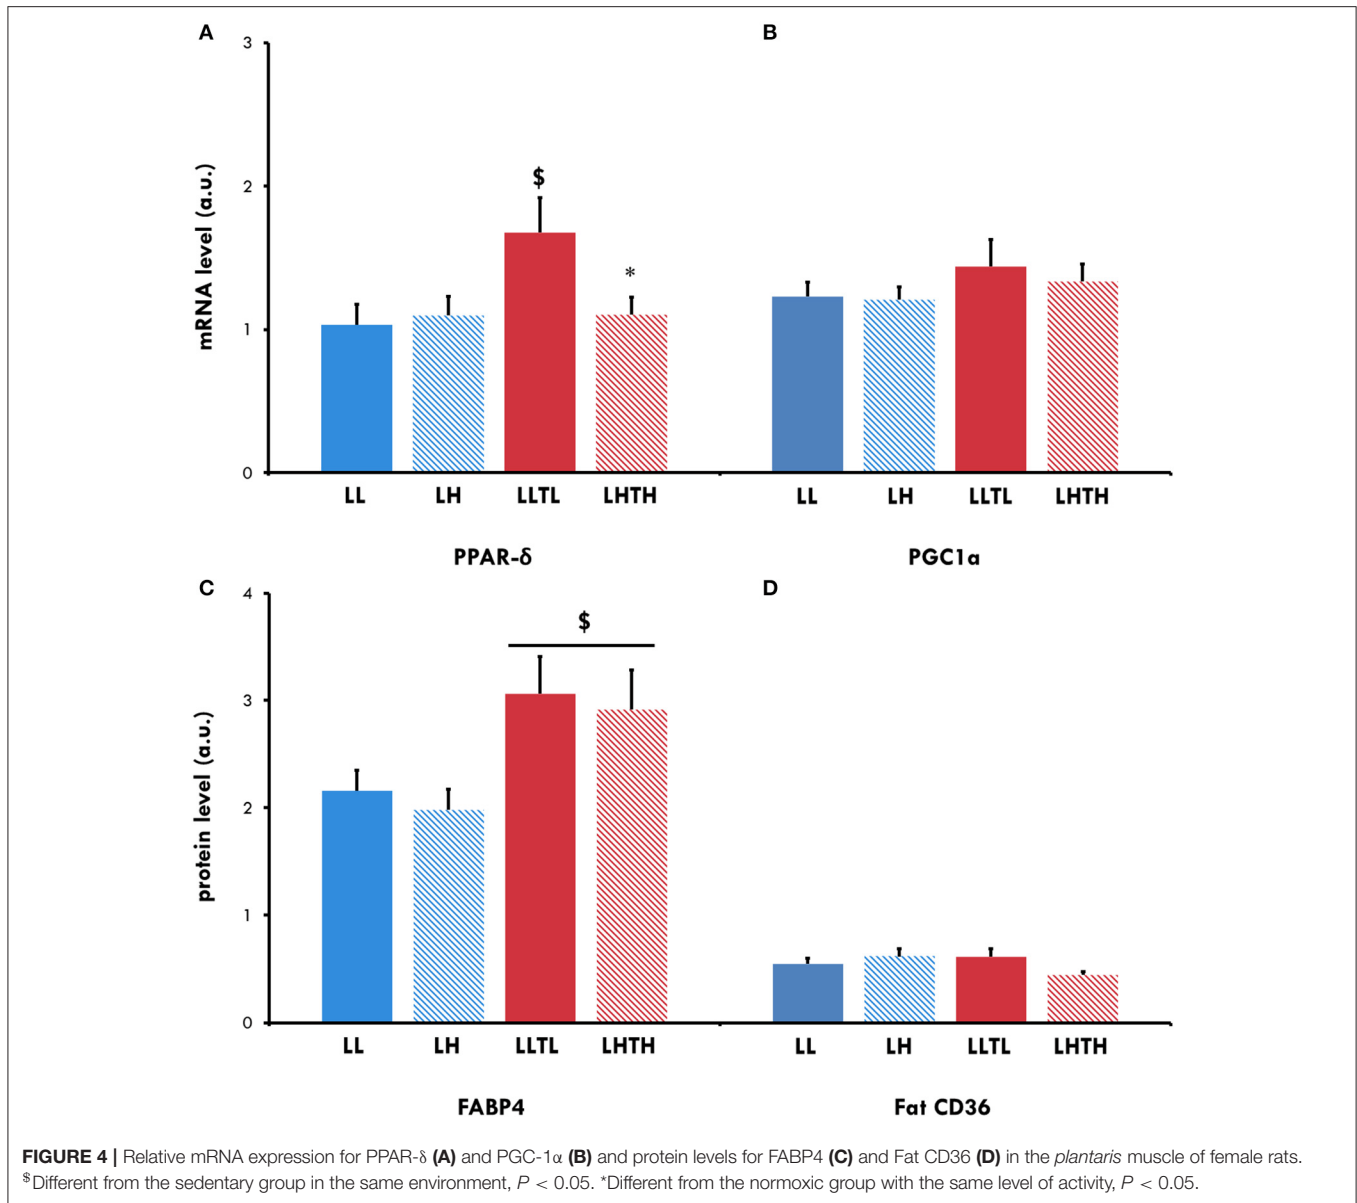 A
B
3
2
1
0
mRNA level (a.u.)
$
*
LL LH LLTL LHTH LL LH LLTL LHTH
PPAR-δ PGC1a
C
D
4
3
2
1
0
protein level (a.u.)
$
LL LH LLTL LHTH LL LH LLTL LHTH
FABP4 Fat CD36
FIGURE 4 | Relative mRNA expression for PPAR-δ (A) and PGC-1α (B) and protein levels for FABP4 (C) and Fat CD36 (D) in the plantaris muscle of female rats.
$Different from the sedentary group in the same environment, P < 0.05. *Different from the normoxic group with the same level of activity, P < 0.05.